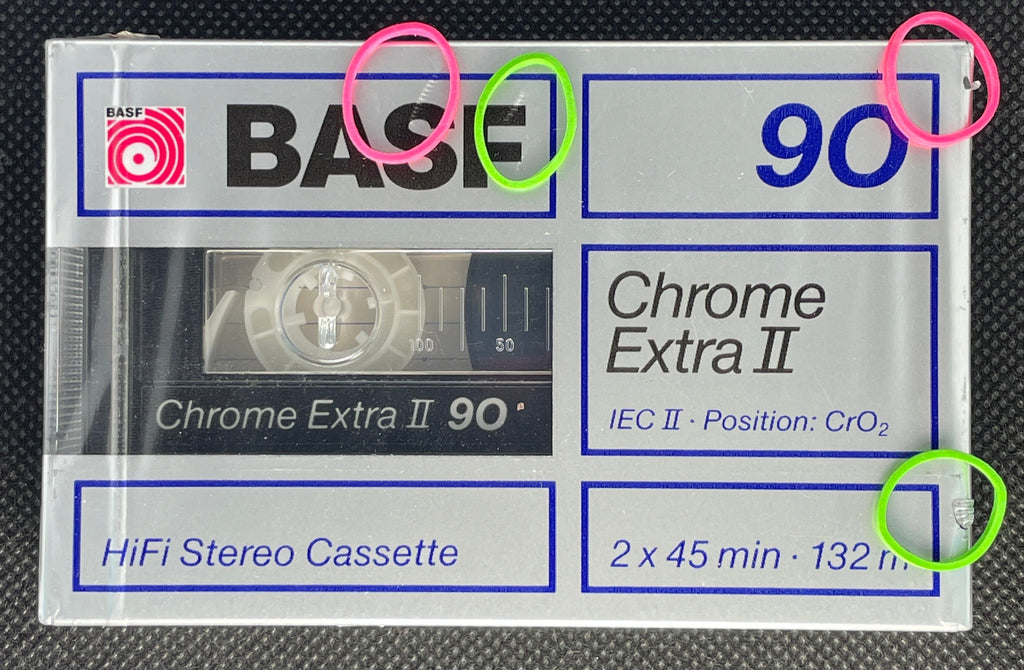 BASF
BASF
90
100
50
Chrome Extra II 90
Chrome
Extra II
IEC II · Position: CrO₂
HiFi Stereo Cassette
2 x 45 min · 132 m